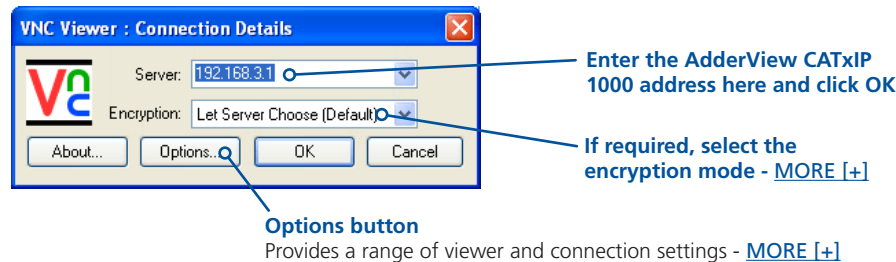 VNC Viewer : Connection Details
VNC
Server: 192.168.3.1
Encryption: Let Server Choose (Default)
About... Options... OK Cancel
Enter the AdderView CATxIP
1000 address here and click OK
If required, select the
encryption mode - MORE [+]
Options button
Provides a range of viewer and connection settings - MORE [+]